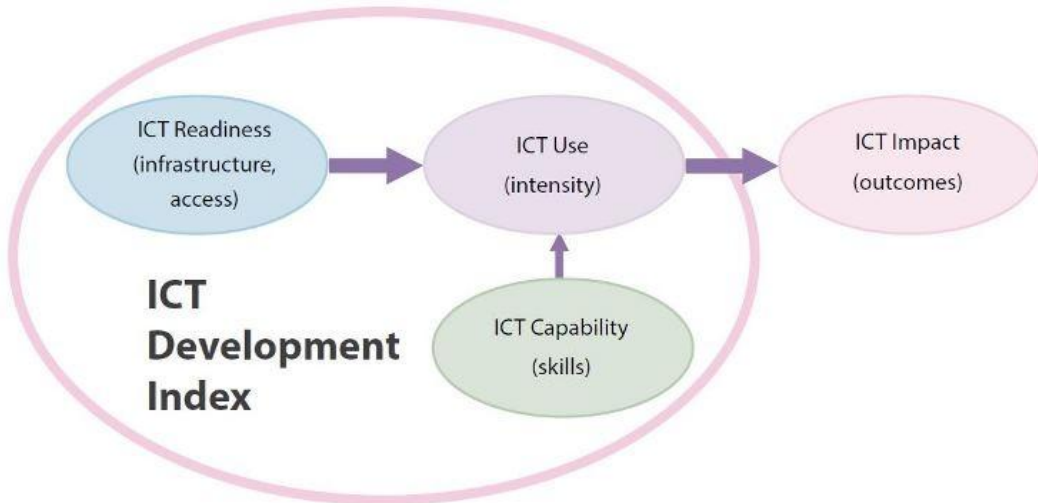 ICT Readiness
(infrastructure,
access)
ICT Use
(intensity)
ICT Impact
(outcomes)
ICT
Development
Index
ICT Capability
(skills)